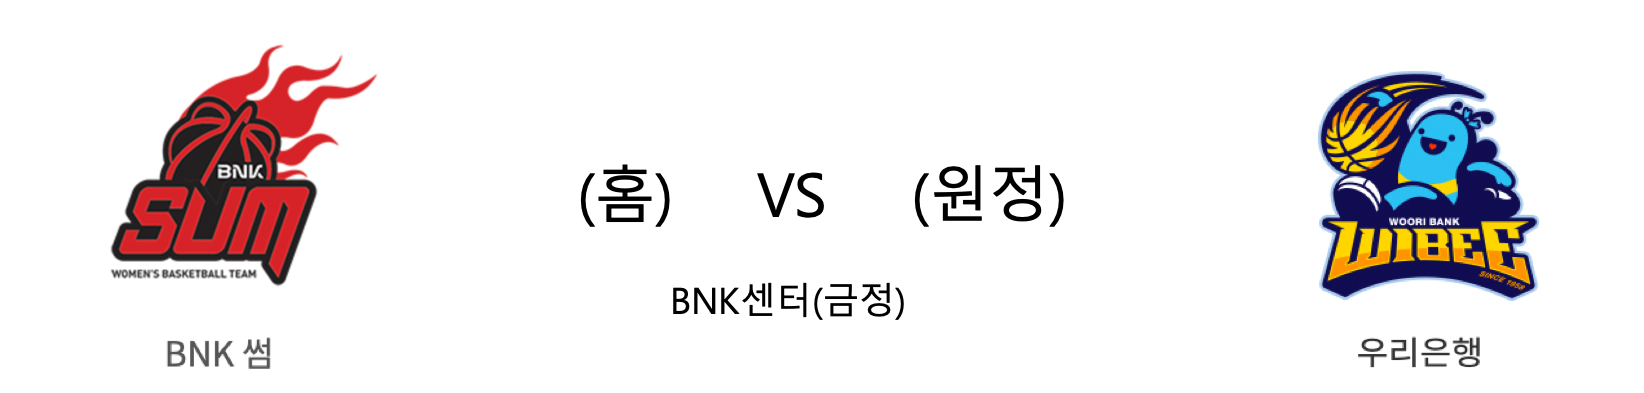 BNK
SUM
WOMEN'S BASKETBALL TEAM
BNK 썸
(홈) VS (원정)
BNK센터(금정)
WOORI BANK
WIBEE
SINCE 1958
우리은행